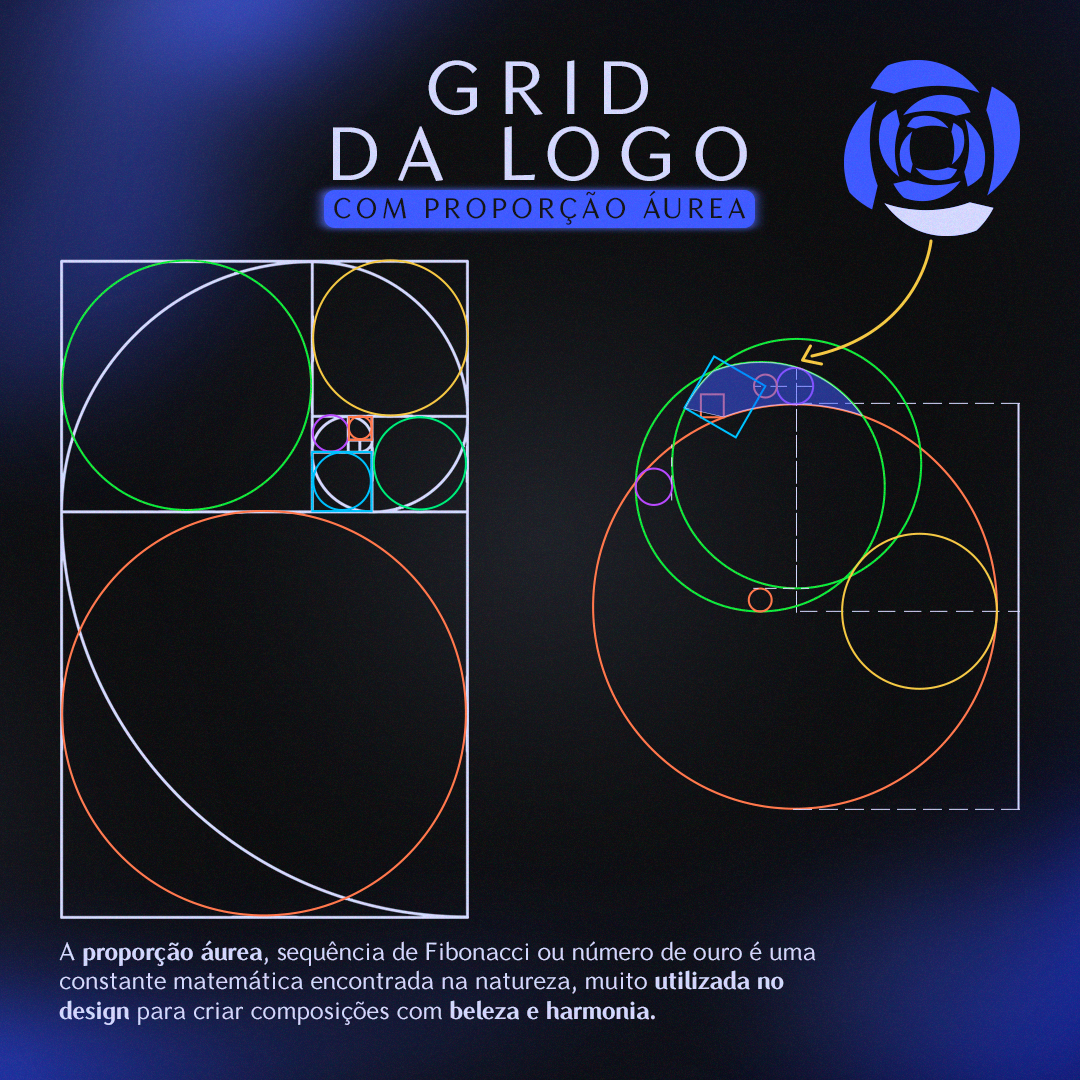 GRID
DA LOGO
COM PROPORÇÃO ÁUREA
A proporção áurea, sequência de Fibonacci ou número de ouro é uma
constante matemática encontrada na natureza, muito utilizada no
design para criar composições com beleza e harmonia.